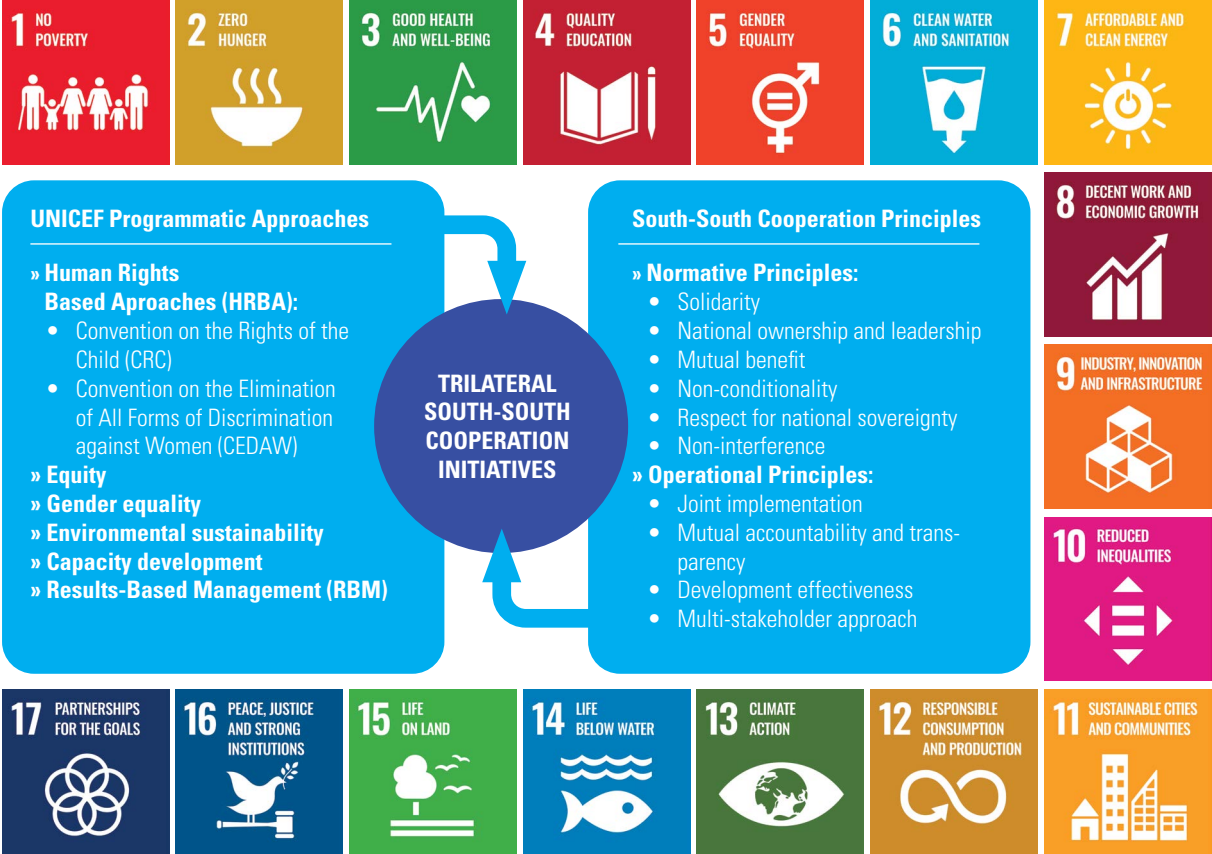 1 NO
POVERTY
2 ZERO
HUNGER
3 GOOD HEALTH
AND WELL-BEING
4 QUALITY
EDUCATION
5 GENDER
EQUALITY
6 CLEAN WATER
AND SANITATION
7 AFFORDABLE AND
CLEAN ENERGY
UNICEF Programmatic Approaches
» Human Rights
Based Aproaches (HRBA):
• Convention on the Rights of the
Child (CRC)
• Convention on the Elimination
of All Forms of Discrimination
against Women (CEDAW)
» Equity
» Gender equality
» Environmental sustainability
» Capacity development
» Results-Based Management (RBM)
TRILATERAL
SOUTH-SOUTH
COOPERATION
INITIATIVES
South-South Cooperation Principles
» Normative Principles:
• Solidarity
• National ownership and leadership
• Mutual benefit
• Non-conditionality
• Respect for national sovereignty
• Non-interference
» Operational Principles:
• Joint implementation
• Mutual accountability and trans-
parency
• Development effectiveness
• Multi-stakeholder approach
8 DECENT WORK AND
ECONOMIC GROWTH
9 INDUSTRY, INNOVATION
AND INFRASTRUCTURE
10 REDUCED
INEQUALITIES
17 PARTNERSHIPS
FOR THE GOALS
16 PEACE, JUSTICE
AND STRONG
INSTITUTIONS
15 LIFE
ON LAND
14 LIFE
BELOW WATER
13 CLIMATE
ACTION
12 RESPONSIBLE
CONSUMPTION
AND PRODUCTION
11 SUSTAINABLE CITIES
AND COMMUNITIES